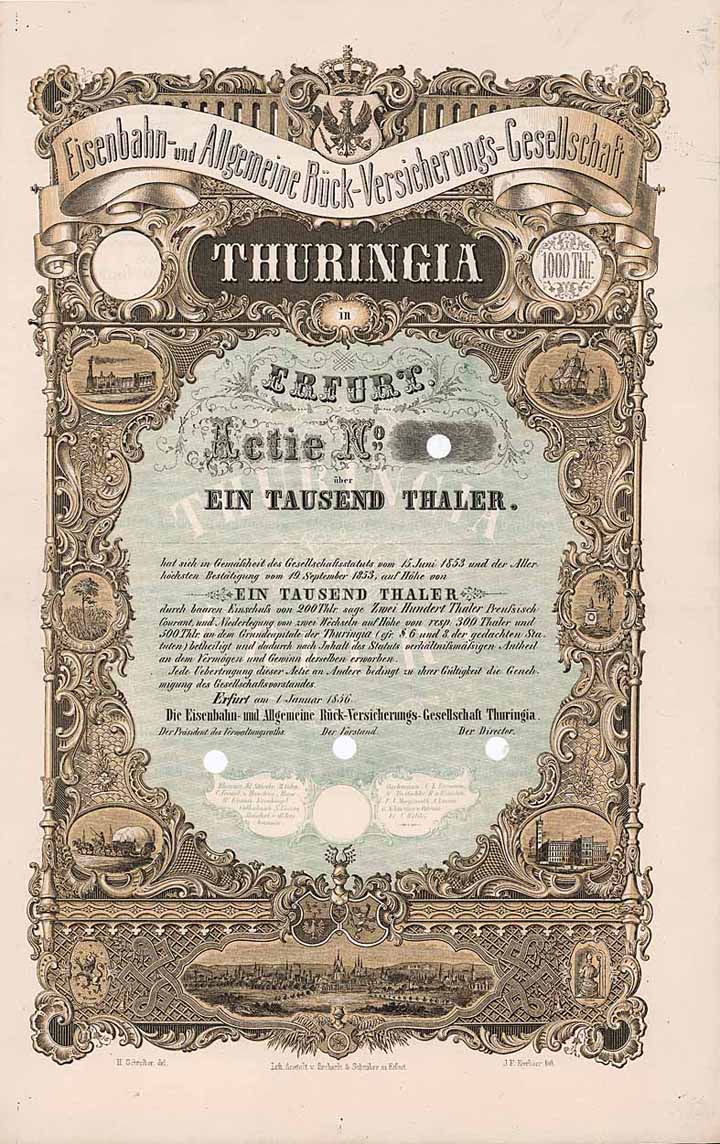 Eisenbahn- und Allgemeine Rück-Versicherungs-Gesellschaft
THURINGIA
1000 Thlr.
in
ERFURT.
Actie No.
über
EIN TAUSEND THALER.
THURINGIA
hat sich in Gemäßheit des Gesellschaftsstatuts vom 15 Juni 1853 und der Aller
höchsten Bestätigung vom 19 September 1853, auf Höhe von
EIN TAUSEND THALER
durch baaren Einschuß von 200 Thlr. sage Zwei Hundert Thaler Preußisch
Courant, und Niederlegung von zwei Wechseln auf Höhe von resp 300 Thaler und
500 Thlr. an dem Grundcapitale der Thuringia (cfr §. 6 und 8. der gedachten Sta-
tuten) betheiligt und dadurch nach Inhalt des Statuts verhältnißmäßigen Antheil
an dem Vermögen und Gewinn derselben erworben.
Jede Uebertragung dieser Actie an Andere bedingt zu ihrer Gültigkeit die Geneh-
migung des Gesellschaftsvorstandes.
Erfurt am 1 Januar 1856.
Die Eisenbahn- und Allgemeine Rück-Versicherungs-Gesellschaft Thuringia.
Der Präsident des Verwaltungsraths. Der Vorstand. Der Director.
H. Schreiber del. Lith. Anstalt v. Gerhardt & Schreiber in Erfurt.